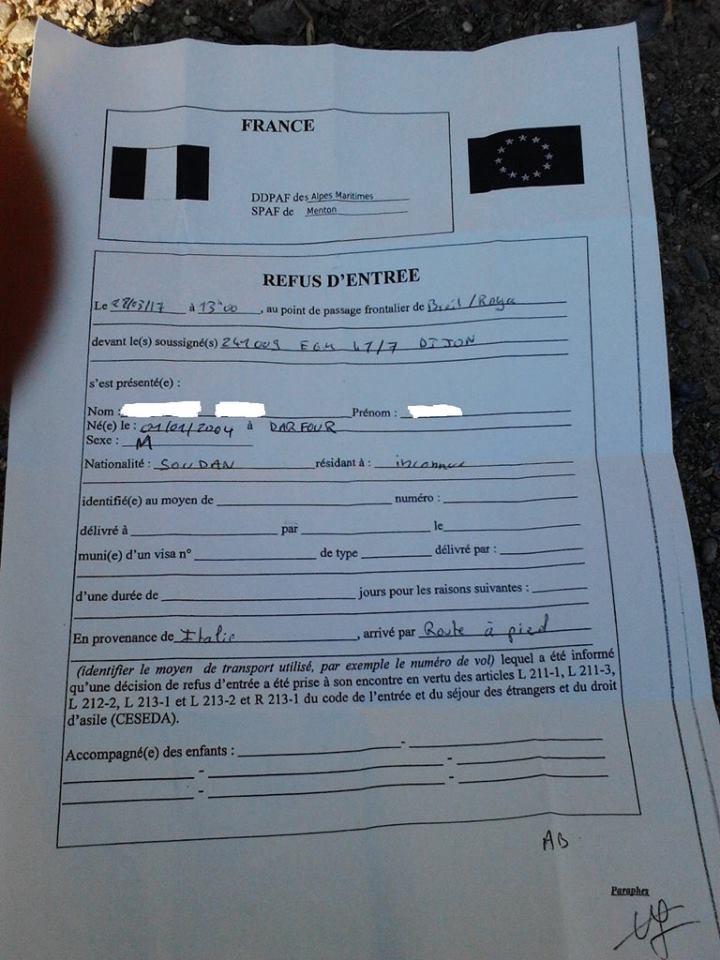 FRANCE
DDPAF des Alpes Maritimes
SPAF de Menton
REFUS D'ENTREE
Le 28/03/17 à 13h00, au point de passage frontalier de Breil/Roya
devant le(s) soussigné(s) 241009 EGM 41/7 DIJON
s'est présenté(e) :
Nom : Prénom :
Né(e) le : 01/01/2004 à DARFOUR
Sexe : M
Nationalité : SOUDAN résidant à : inconnue
identifié(e) au moyen de numéro :
délivré à par le
muni(e) d'un visa n° de type délivré par :
d'une durée de jours pour les raisons suivantes :
En provenance de Italie, arrivé par Route à pied
(identifier le moyen de transport utilisé, par exemple le numéro de vol) lequel a été informé
qu'une décision de refus d'entrée a été prise à son encontre en vertu des articles L 211-1, L 211-3,
L 212-2, L 213-1 et L 213-2 et R 213-1 du code de l'entrée et du séjour des étrangers et du droit
d'asile (CESEDA).
Accompagné(e) des enfants :
AB
Paraphes